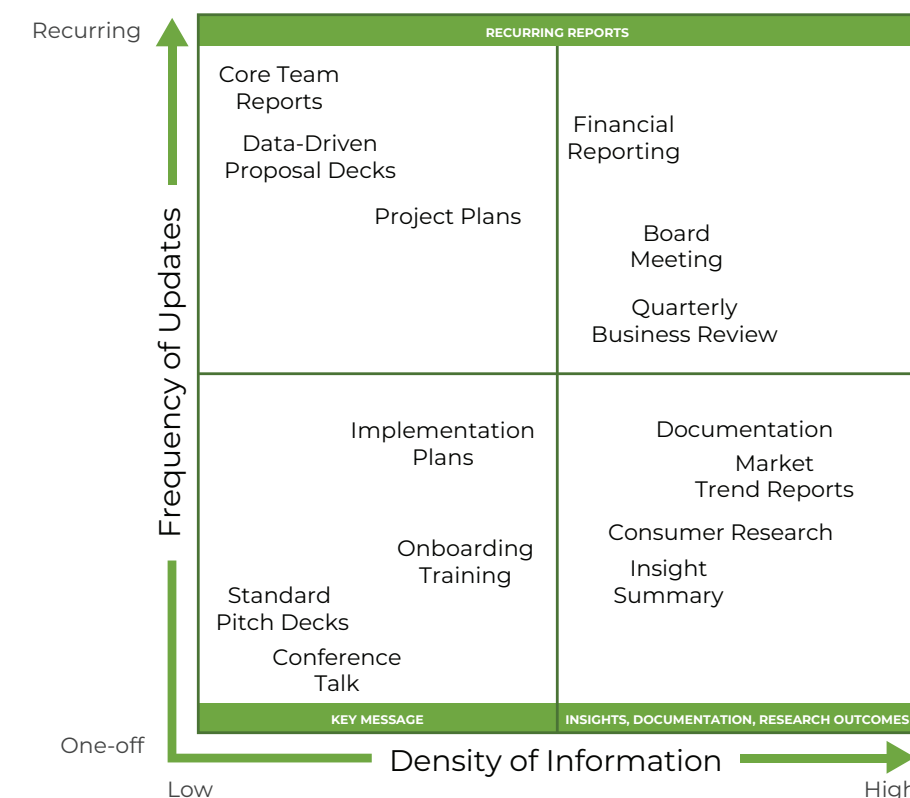 Recurring
RECURRING REPORTS
Core Team
Reports
Data-Driven
Proposal Decks
Project Plans
Financial
Reporting
Board
Meeting
Quarterly
Business Review
Frequency of Updates
Implementation
Plans
Onboarding
Training
Standard
Pitch Decks
Conference
Talk
Documentation
Market
Trend Reports
Consumer Research
Insight
Summary
KEY MESSAGE
INSIGHTS, DOCUMENTATION, RESEARCH OUTCOMES
One-off
Density of Information
Low
High